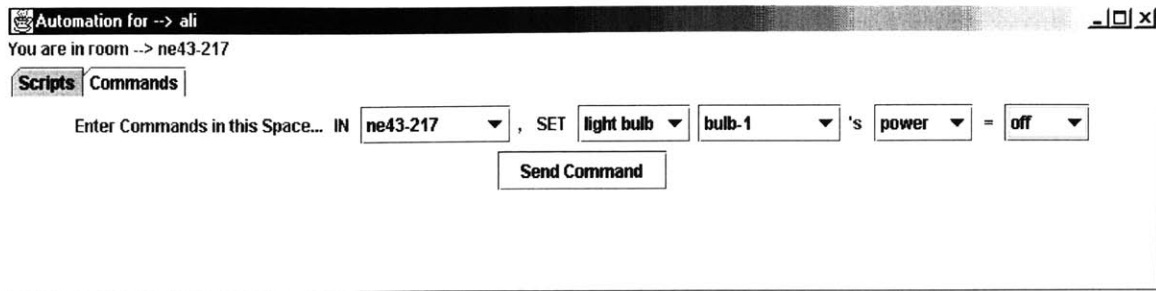 Automation for --> ali
You are in room --> ne43-217
Scripts Commands
Enter Commands in this Space... IN ne43-217 , SET light bulb bulb-1 's power = off
Send Command